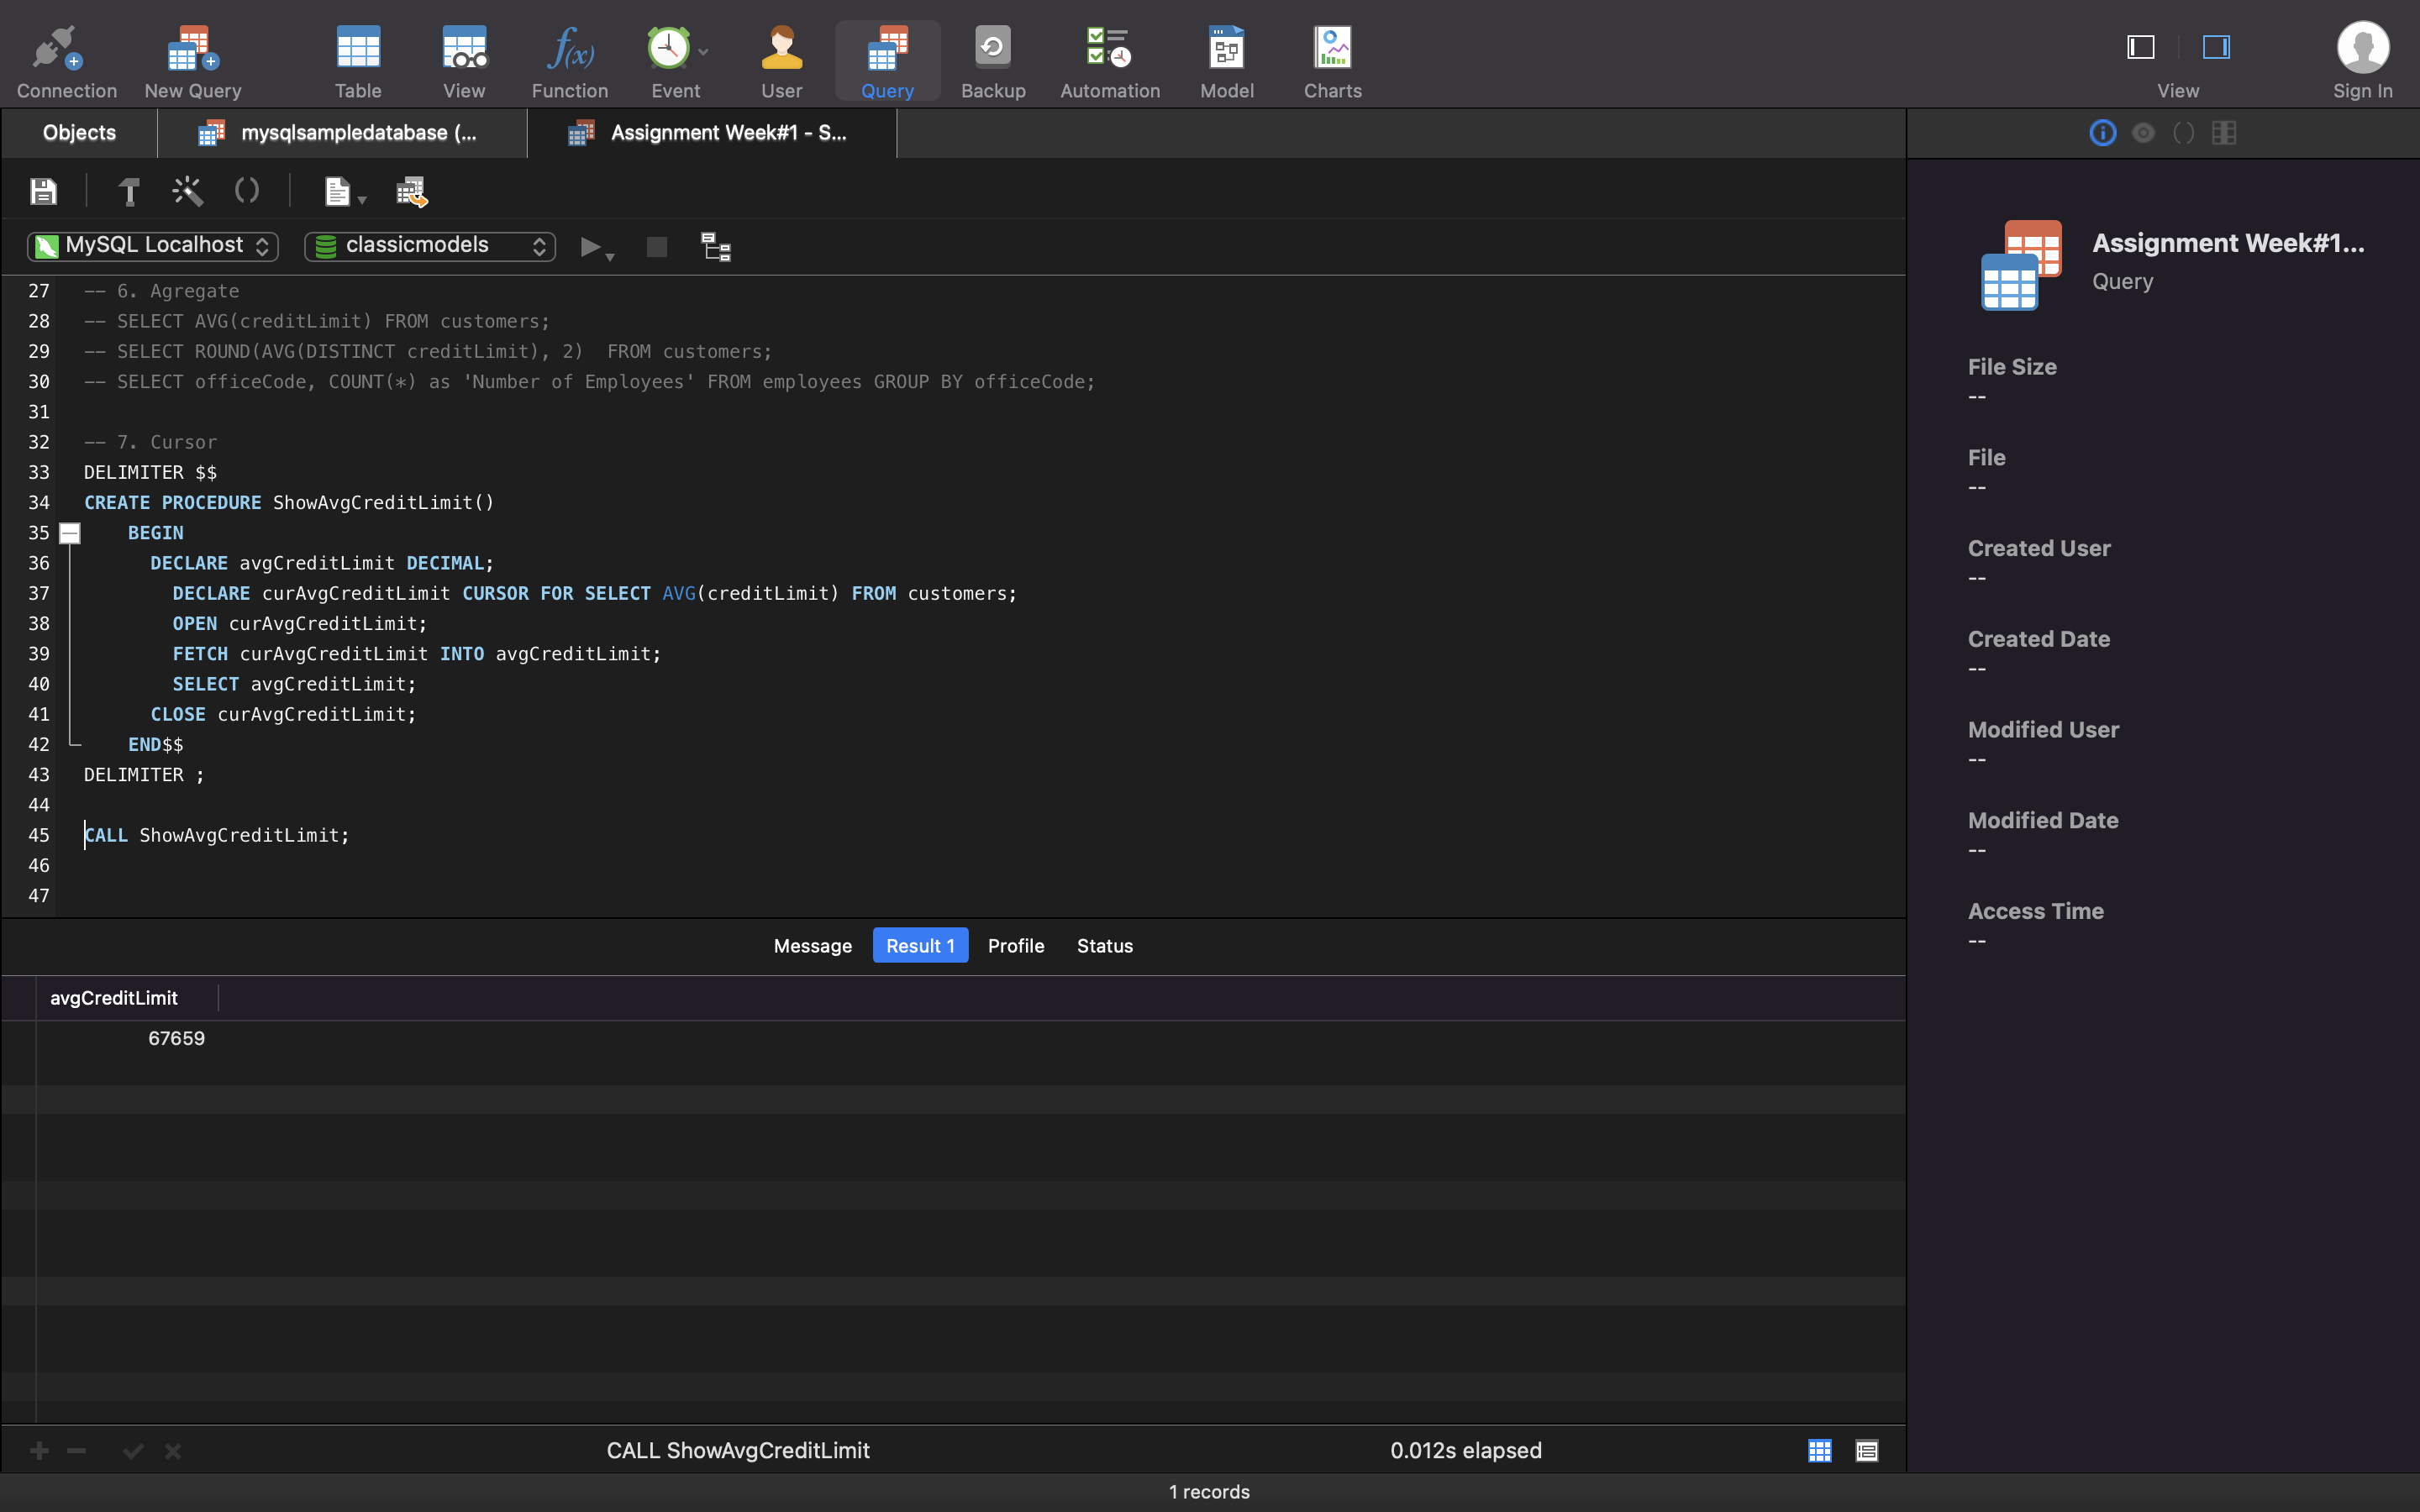 Connection New Query Table View Function Event User Query Backup Automation Model Charts View Sign In
Objects mysqlsampledatabase (... Assignment Week#1 - S...
MySQL Localhost classicmodels
27 -- 6. Agregate
28 -- SELECT AVG(creditLimit) FROM customers;
29 -- SELECT ROUND(AVG(DISTINCT creditLimit), 2)  FROM customers;
30 -- SELECT officeCode, COUNT(*) as 'Number of Employees' FROM employees GROUP BY officeCode;
31
32 -- 7. Cursor
33 DELIMITER $$
34 CREATE PROCEDURE ShowAvgCreditLimit()
35 BEGIN
36 DECLARE avgCreditLimit DECIMAL;
37 DECLARE curAvgCreditLimit CURSOR FOR SELECT AVG(creditLimit) FROM customers;
38 OPEN curAvgCreditLimit;
39 FETCH curAvgCreditLimit INTO avgCreditLimit;
40 SELECT avgCreditLimit;
41 CLOSE curAvgCreditLimit;
42 END$$
43 DELIMITER ;
44
45 CALL ShowAvgCreditLimit;
46
47
Message Result 1 Profile Status
avgCreditLimit
67659
CALL ShowAvgCreditLimit 0.012s elapsed
1 records
Assignment Week#1...
Query
File Size
--
File
--
Created User
--
Created Date
--
Modified User
--
Modified Date
--
Access Time
--